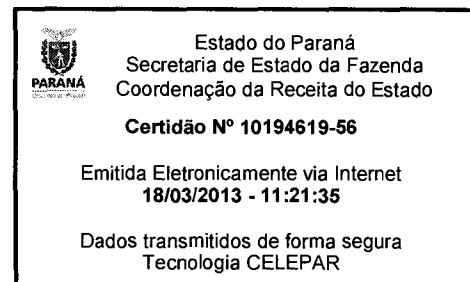 PARANÁ
Estado do Paraná
Secretaria de Estado da Fazenda
Coordenação da Receita do Estado
Certidão Nº 10194619-56
Emitida Eletronicamente via Internet
18/03/2013 - 11:21:35
Dados transmitidos de forma segura
Tecnologia CELEPAR